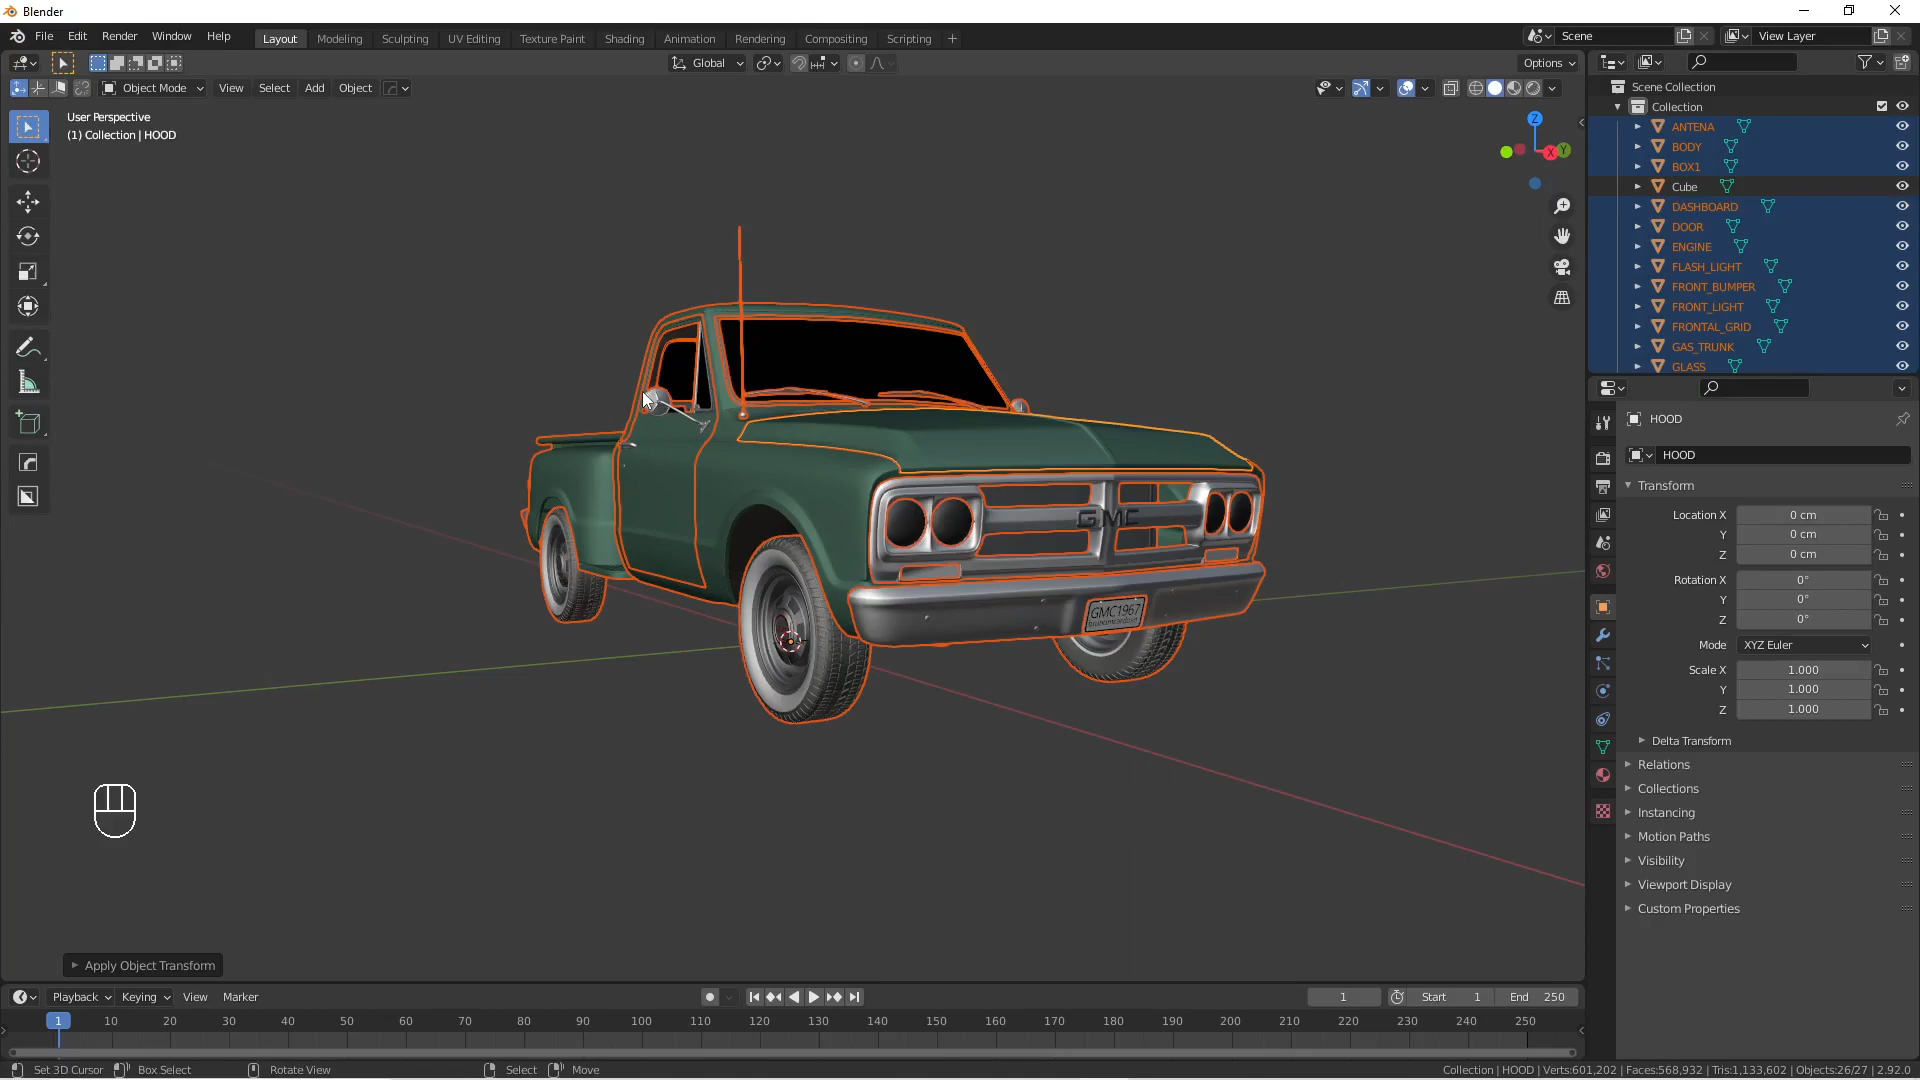 Blender
File Edit Render Window Help
Layout Modeling Sculpting UV Editing Texture Paint Shading Animation Rendering Compositing Scripting
Scene
View Layer
Global
Options
Object Mode View Select Add Object
User Perspective
(1) Collection | HOOD
Z
X
Y
GMC
GMC1967
Apply Object Transform
Scene Collection
Collection
ANTENA
BODY
BOX1
Cube
DASHBOARD
DOOR
ENGINE
FLASH_LIGHT
FRONT_BUMPER
FRONT_LIGHT
FRONTAL_GRID
GAS_TRUNK
GLASS
HOOD
HOOD
Transform
Location X 0 cm
Y 0 cm
Z 0 cm
Rotation X 0°
Y 0°
Z 0°
Mode XYZ Euler
Scale X 1.000
Y 1.000
Z 1.000
Delta Transform
Relations
Collections
Instancing
Motion Paths
Visibility
Viewport Display
Custom Properties
Playback Keying View Marker
1 Start 1 End 250
1 10 20 30 40 50 60 70 80 90 100 110 120 130 140 150 160 170 180 190 200 210 220 230 240 250
Set 3D Cursor Box Select Rotate View Select Move
Collection | HOOD | Verts:601,202 | Faces:568,932 | Tris:1,133,602 | Objects:26/27 | 2.92.0